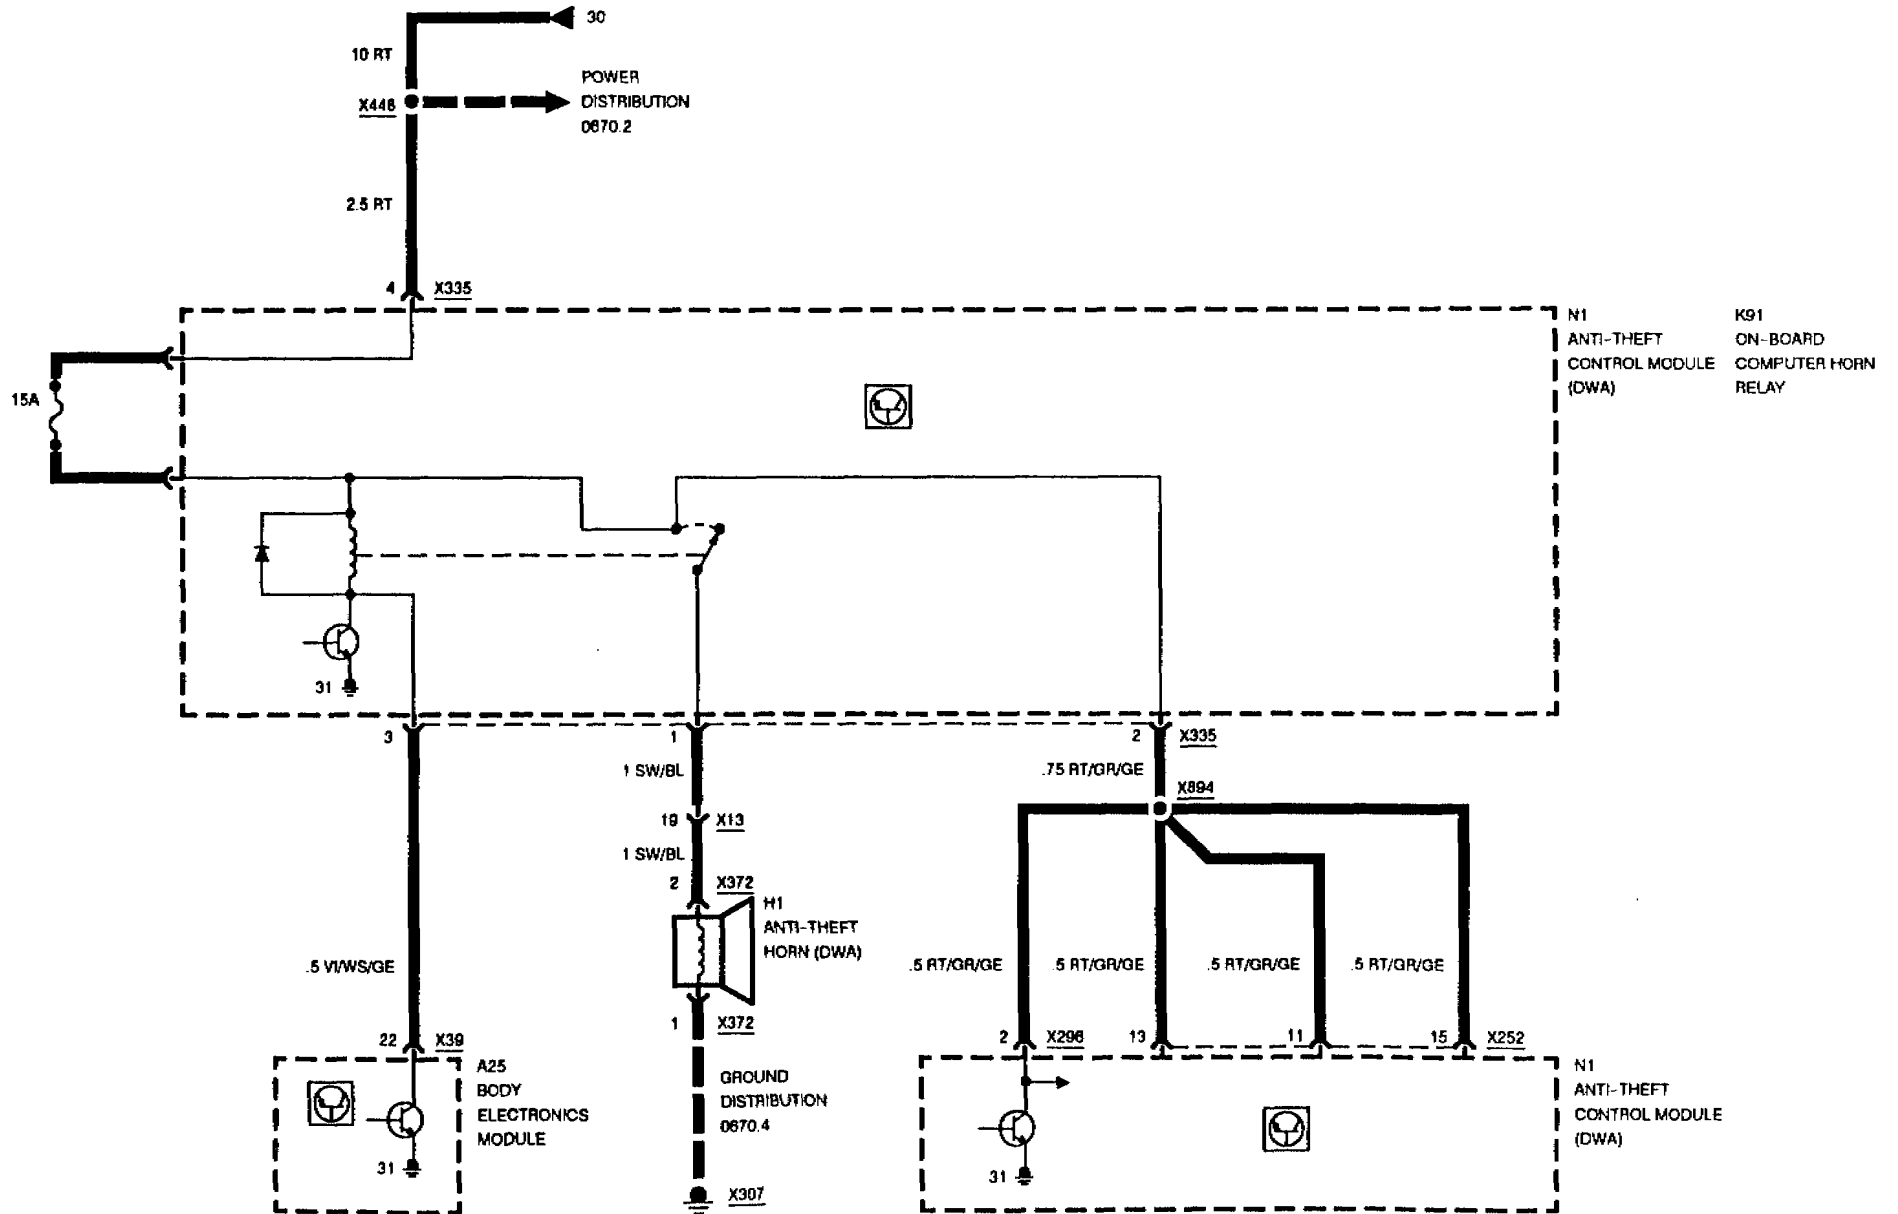 30
10 RT
POWER
DISTRIBUTION
0670.2
X446
2.5 RT
4 X335
N1
ANTI-THEFT
CONTROL MODULE
(DWA)
K91
ON-BOARD
COMPUTER HORN
RELAY
15A
31
3
1
2 X335
1 SW/BL
.75 RT/GR/GE
X894
19 X13
1 SW/BL
2 X372
H1
ANTI-THEFT
HORN (DWA)
.5 VI/WS/GE
.5 RT/GR/GE
.5 RT/GR/GE
.5 RT/GR/GE
.5 RT/GR/GE
1 X372
22 X39
2 X296
13
11
15 X252
A25
BODY
ELECTRONICS
MODULE
31
GROUND
DISTRIBUTION
0670.4
X307
31
N1
ANTI-THEFT
CONTROL MODULE
(DWA)